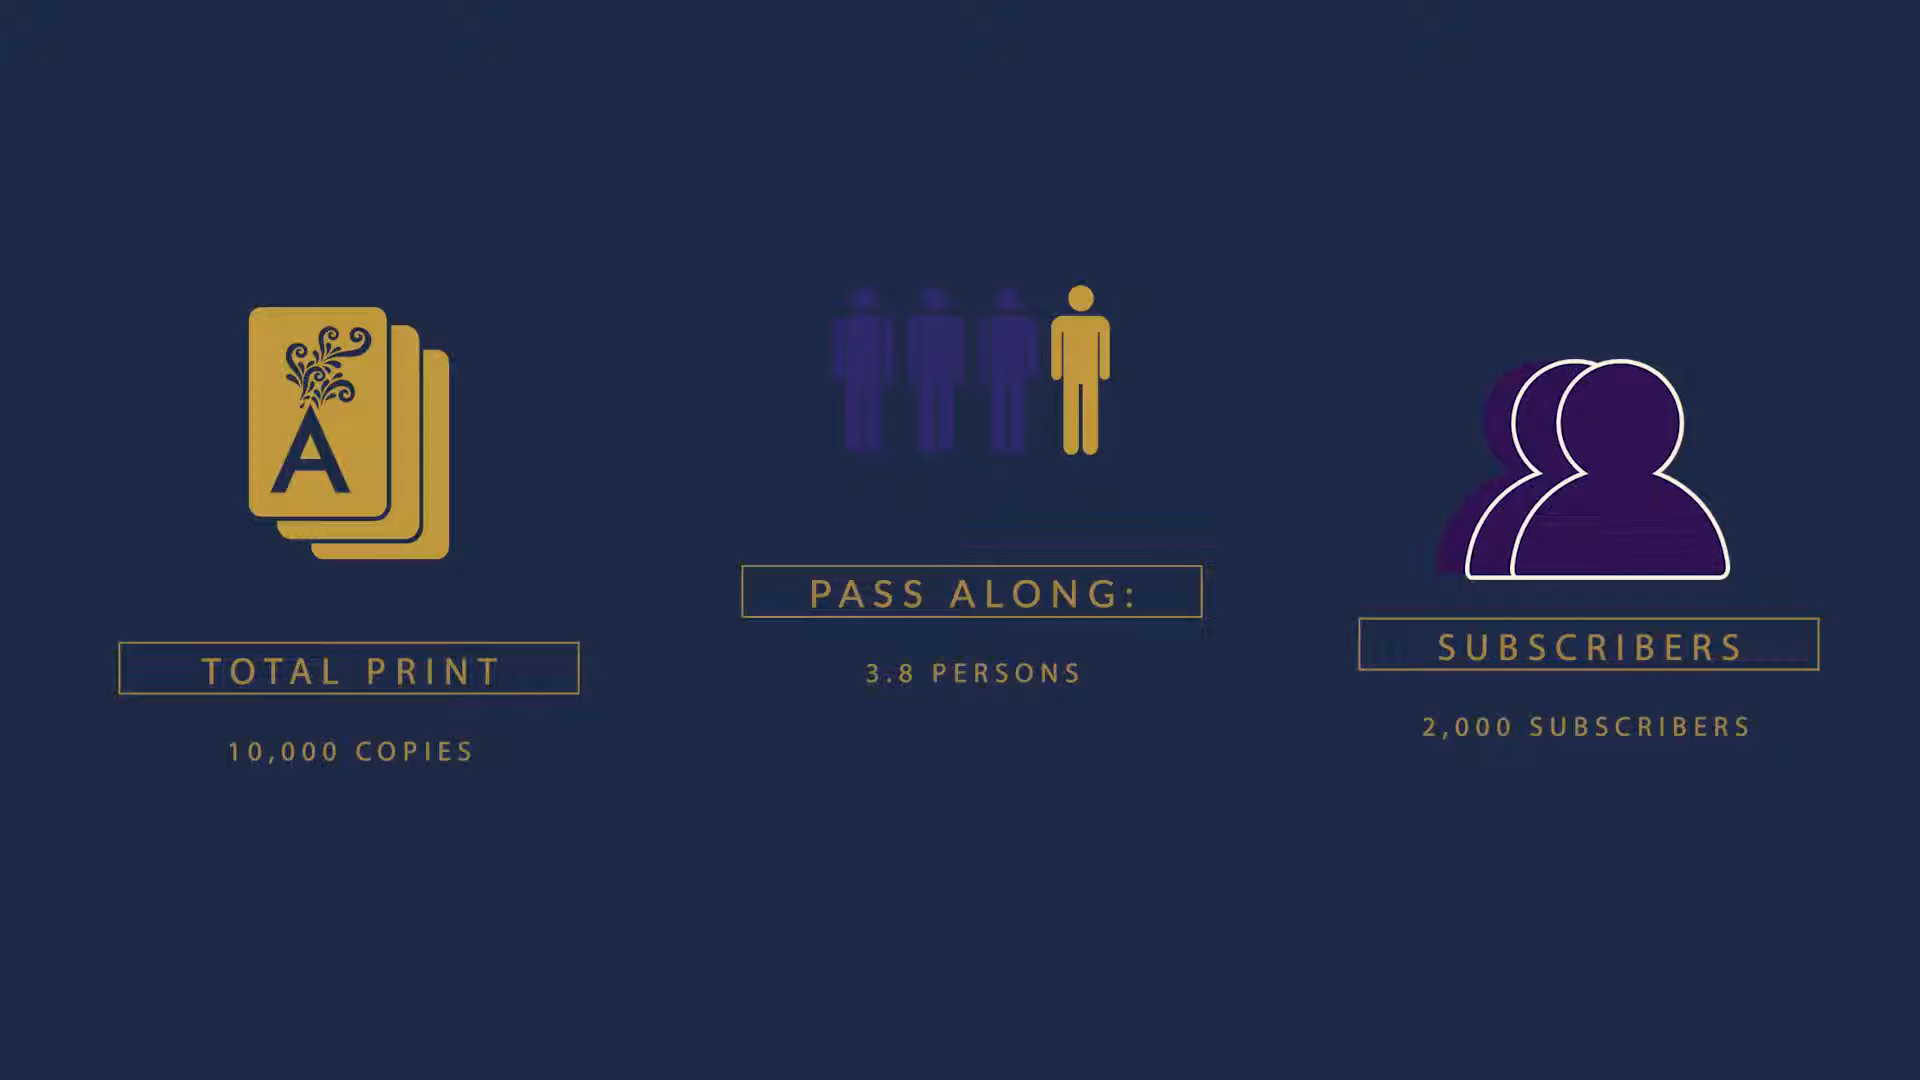 A
TOTAL PRINT
10,000 COPIES
PASS ALONG:
3.8 PERSONS
SUBSCRIBERS
2,000 SUBSCRIBERS